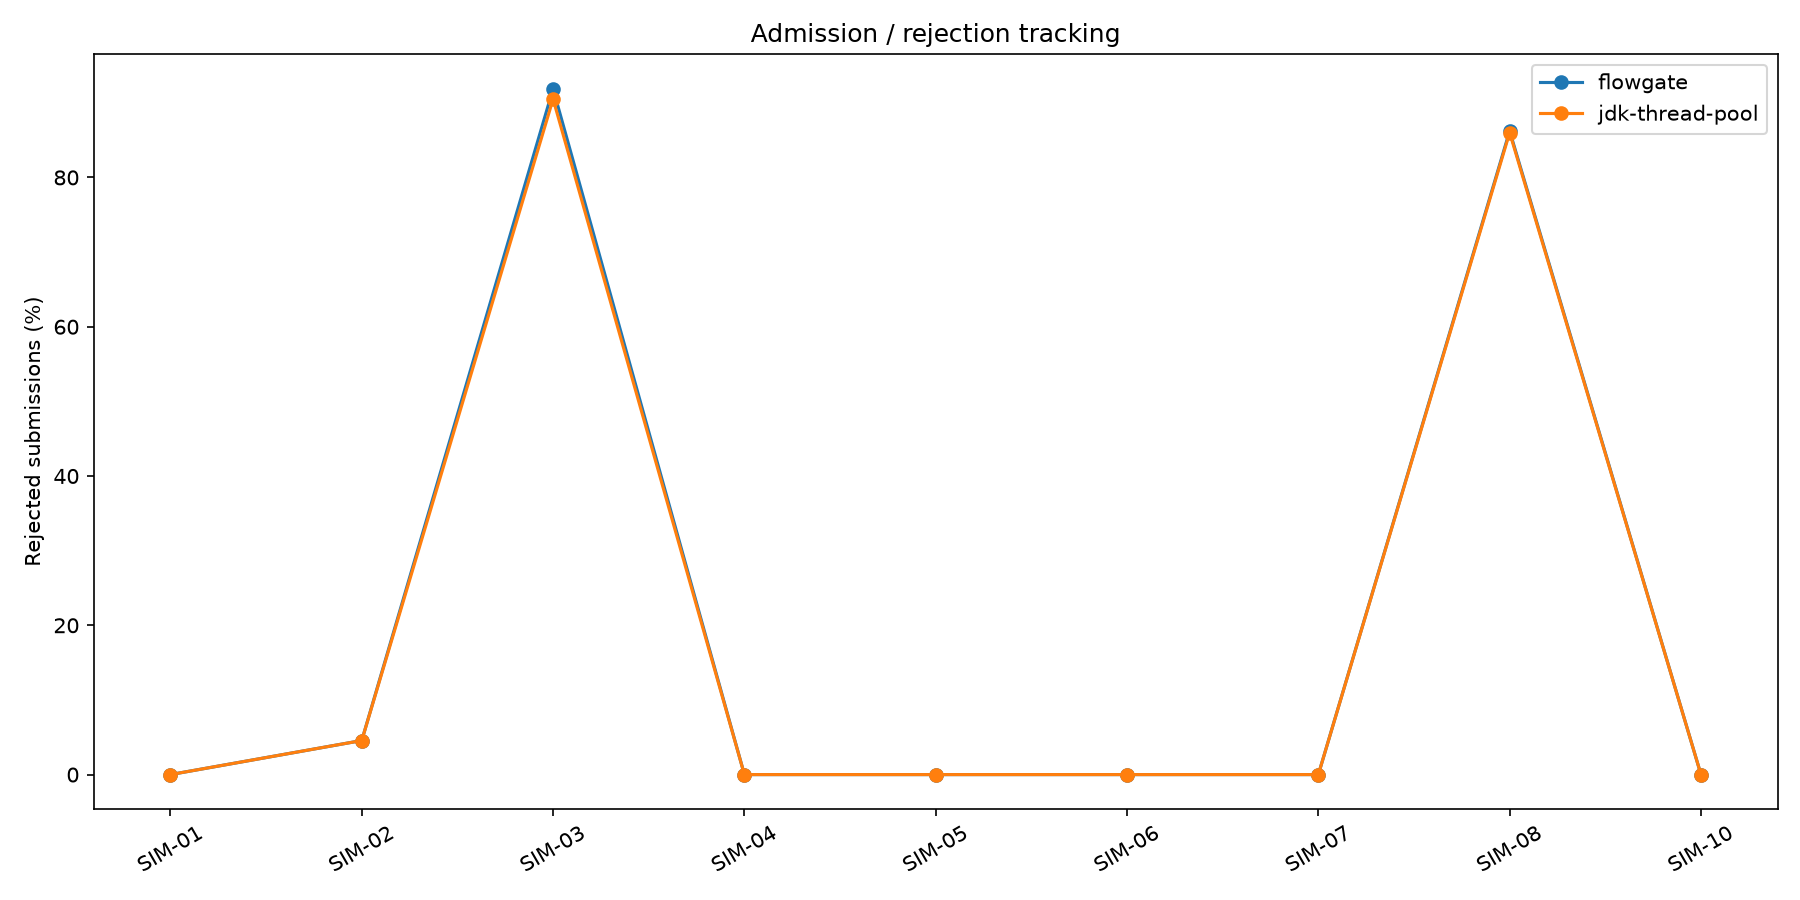 Admission / rejection tracking
flowgate
jdk-thread-pool
Rejected submissions (%)
80
60
40
20
0
SIM-01
SIM-02
SIM-03
SIM-04
SIM-05
SIM-06
SIM-07
SIM-08
SIM-10